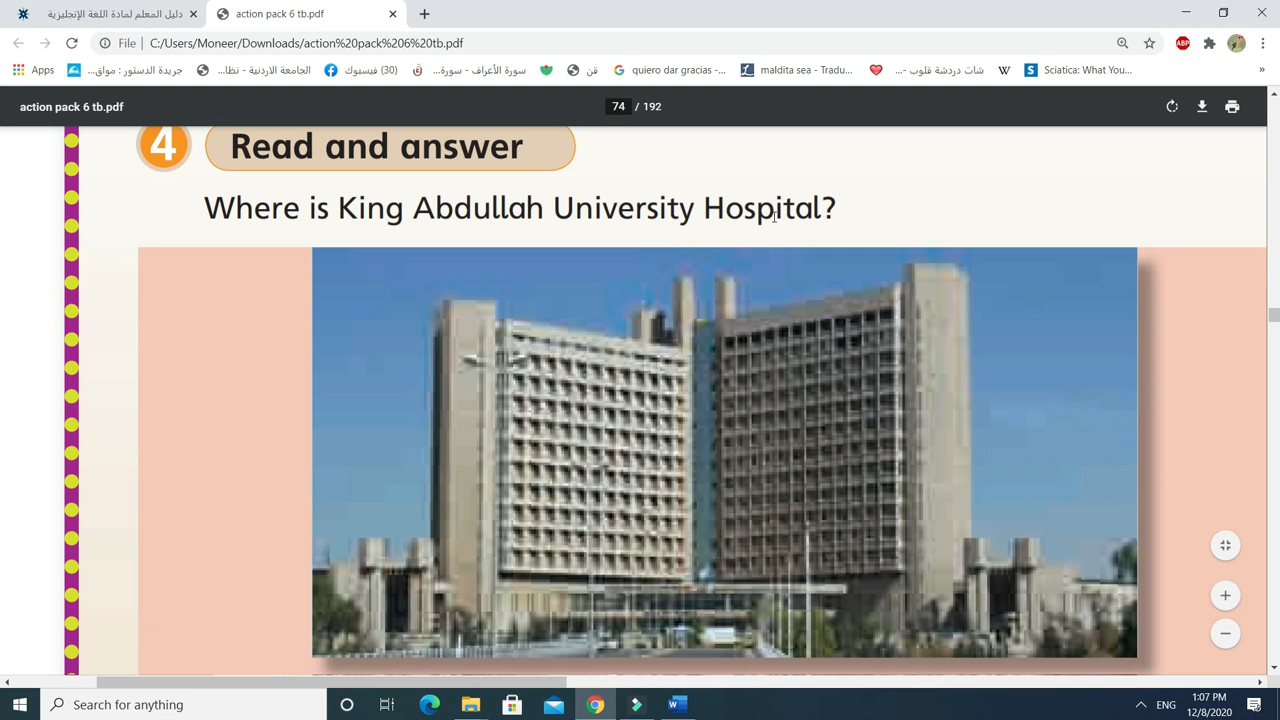 دليل المعلم لمادة اللغة الإنجليزية
action pack 6 tb.pdf
File
C:/Users/Moneer/Downloads/action%20pack%206%20tb.pdf
ABP
Apps
جريدة الدستور : مواق...
(30) فيسبوك
الجامعة الاردنية - نظا...
سورة الأعراف - سورة...
قن
quiero dar gracias -...
maldita sea - Tradu...
شات دردشة قلوب -...
W
Sciatica: What You...
»
action pack 6 tb.pdf
74 / 192
4 Read and answer
Where is King Abdullah University Hospital?
Search for anything
ENG
1:07 PM
12/8/2020